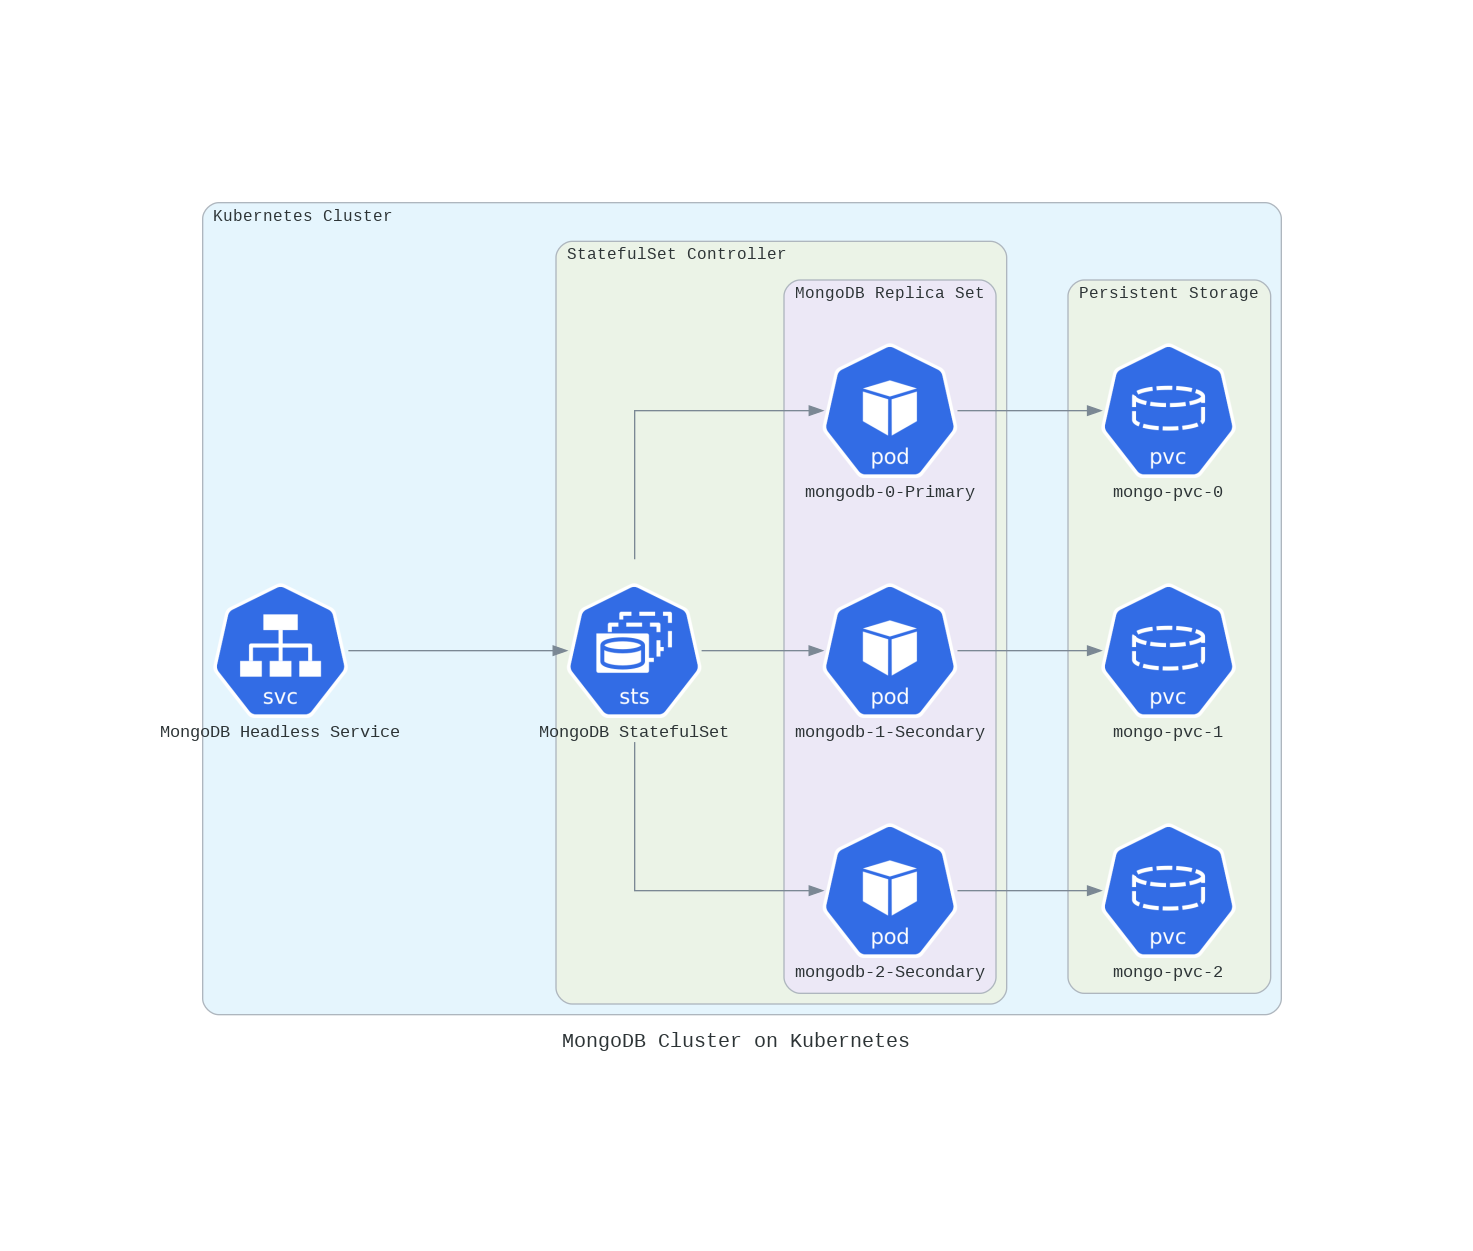 Kubernetes Cluster
StatefulSet Controller
MongoDB Replica Set
Persistent Storage
pod
mongodb-0-Primary
pvc
mongo-pvc-0
svc
MongoDB Headless Service
sts
MongoDB StatefulSet
pod
mongodb-1-Secondary
pvc
mongo-pvc-1
pod
mongodb-2-Secondary
pvc
mongo-pvc-2
MongoDB Cluster on Kubernetes